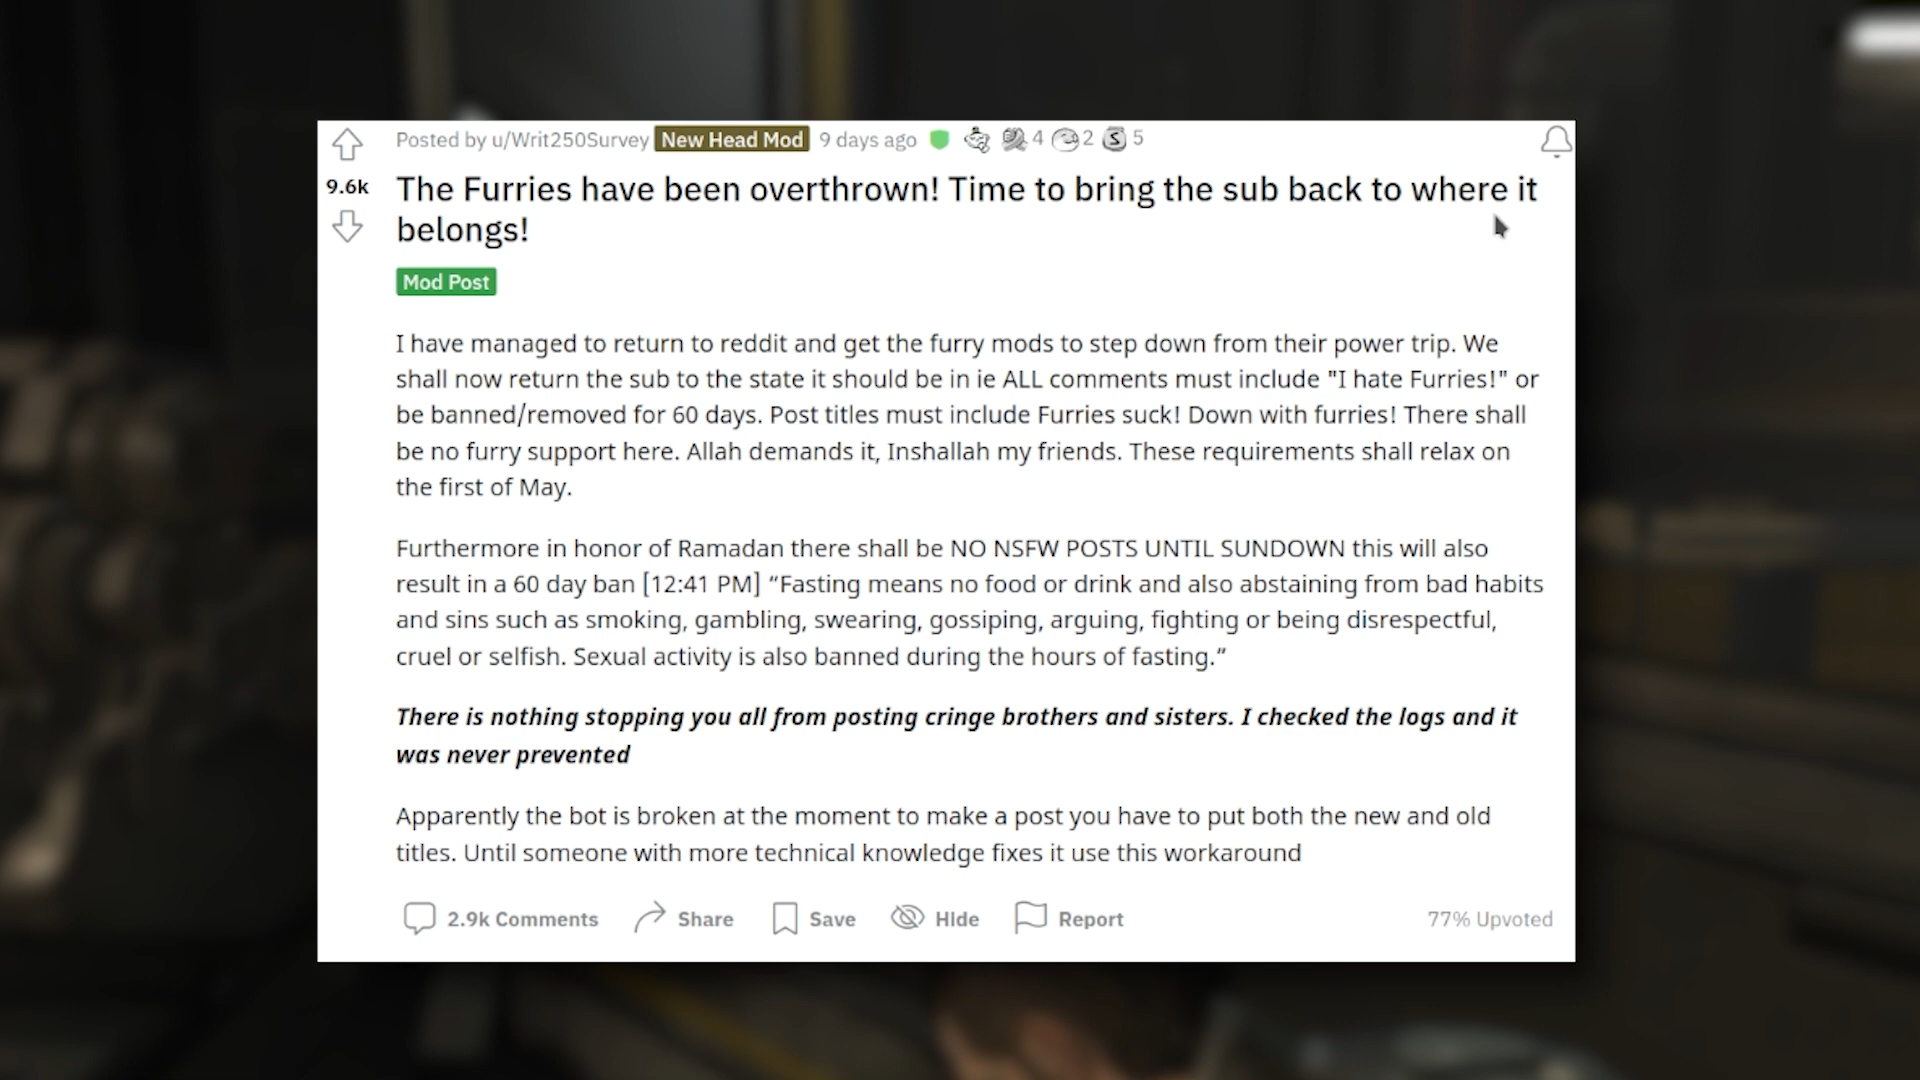 Posted by u/Writ250Survey New Head Mod 9 days ago 4 2 5
9.6k
The Furries have been overthrown! Time to bring the sub back to where it
belongs!
Mod Post
I have managed to return to reddit and get the furry mods to step down from their power trip. We
shall now return the sub to the state it should be in ie ALL comments must include "I hate Furries!" or
be banned/removed for 60 days. Post titles must include Furries suck! Down with furries! There shall
be no furry support here. Allah demands it, Inshallah my friends. These requirements shall relax on
the first of May.
Furthermore in honor of Ramadan there shall be NO NSFW POSTS UNTIL SUNDOWN this will also
result in a 60 day ban [12:41 PM] “Fasting means no food or drink and also abstaining from bad habits
and sins such as smoking, gambling, swearing, gossiping, arguing, fighting or being disrespectful,
cruel or selfish. Sexual activity is also banned during the hours of fasting.”
There is nothing stopping you all from posting cringe brothers and sisters. I checked the logs and it
was never prevented
Apparently the bot is broken at the moment to make a post you have to put both the new and old
titles. Until someone with more technical knowledge fixes it use this workaround
2.9k Comments Share Save HIde Report 77% Upvoted